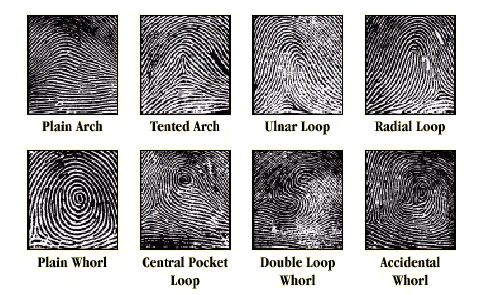 Plain Arch
Tented Arch
Ulnar Loop
Radial Loop
Plain Whorl
Central Pocket
Loop
Double Loop
Whorl
Accidental
Whorl